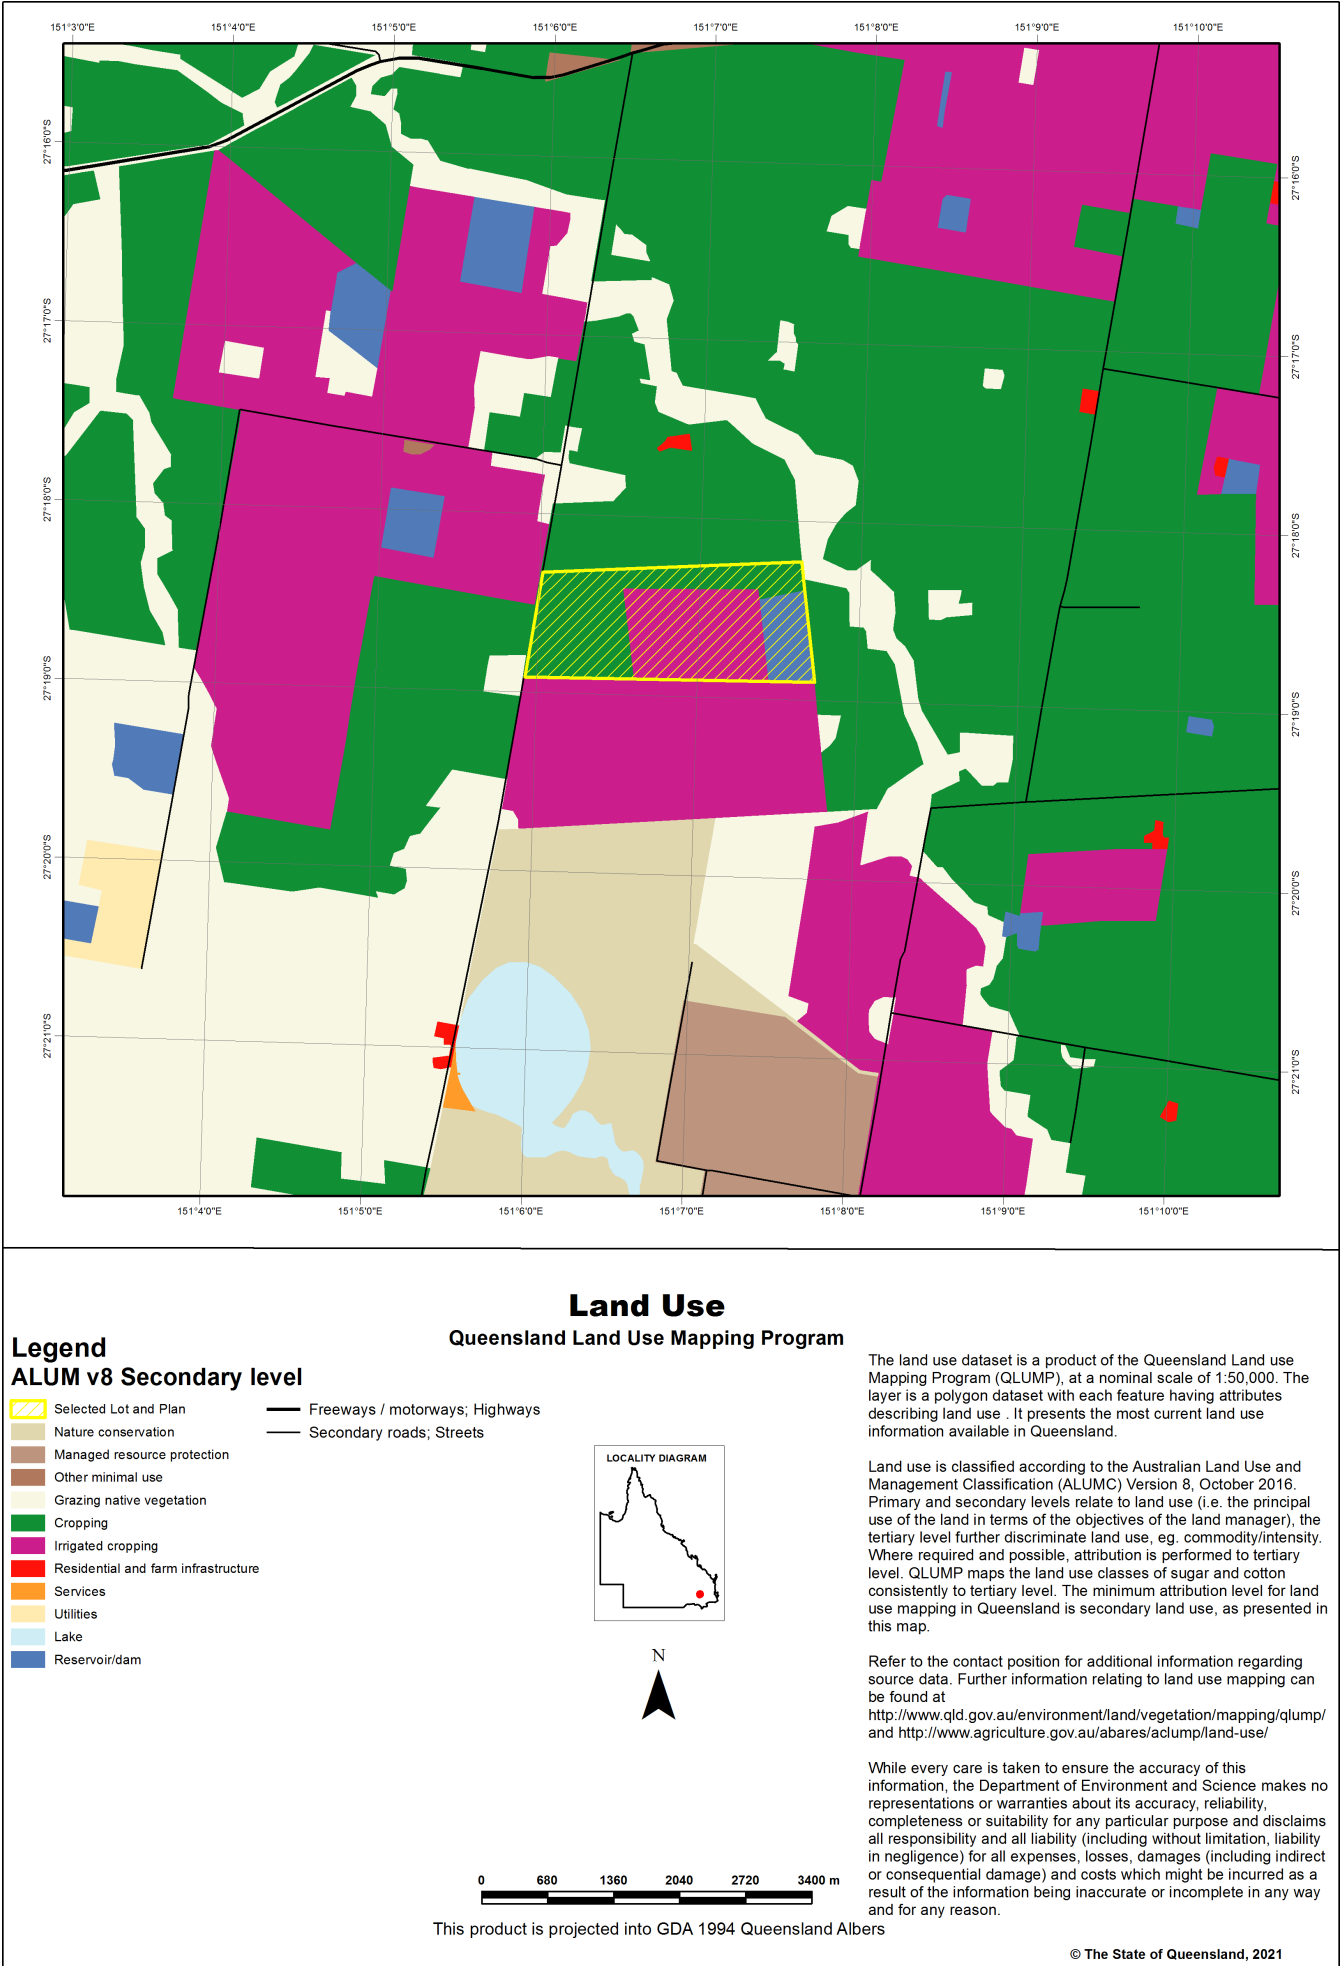 151°3'0"E 151°4'0"E 151°5'0"E 151°6'0"E 151°7'0"E 151°8'0"E 151°9'0"E 151°10'0"E
27°16'0"S
27°17'0"S
27°18'0"S
27°19'0"S
27°20'0"S
27°21'0"S
27°16'0"S
27°17'0"S
27°18'0"S
27°19'0"S
27°20'0"S
27°21'0"S
151°4'0"E 151°5'0"E 151°6'0"E 151°7'0"E 151°8'0"E 151°9'0"E 151°10'0"E
Land Use
Queensland Land Use Mapping Program
Legend
ALUM v8 Secondary level
Selected Lot and Plan
Nature conservation
Managed resource protection
Other minimal use
Grazing native vegetation
Cropping
Irrigated cropping
Residential and farm infrastructure
Services
Utilities
Lake
Reservoir/dam
Freeways / motorways; Highways
Secondary roads; Streets
LOCALITY DIAGRAM
N
0 680 1360 2040 2720 3400 m
This product is projected into GDA 1994 Queensland Albers
The land use dataset is a product of the Queensland Land use
Mapping Program (QLUMP), at a nominal scale of 1:50,000. The
layer is a polygon dataset with each feature having attributes
describing land use . It presents the most current land use
information available in Queensland.
Land use is classified according to the Australian Land Use and
Management Classification (ALUMC) Version 8, October 2016.
Primary and secondary levels relate to land use (i.e. the principal
use of the land in terms of the objectives of the land manager), the
tertiary level further discriminate land use, eg. commodity/intensity.
Where required and possible, attribution is performed to tertiary
level. QLUMP maps the land use classes of sugar and cotton
consistently to tertiary level. The minimum attribution level for land
use mapping in Queensland is secondary land use, as presented in
this map.
Refer to the contact position for additional information regarding
source data. Further information relating to land use mapping can
be found at
http://www.qld.gov.au/environment/land/vegetation/mapping/qlump/
and http://www.agriculture.gov.au/abares/aclump/land-use/
While every care is taken to ensure the accuracy of this
information, the Department of Environment and Science makes no
representations or warranties about its accuracy, reliability,
completeness or suitability for any particular purpose and disclaims
all responsibility and all liability (including without limitation, liability
in negligence) for all expenses, losses, damages (including indirect
or consequential damage) and costs which might be incurred as a
result of the information being inaccurate or incomplete in any way
and for any reason.
© The State of Queensland, 2021